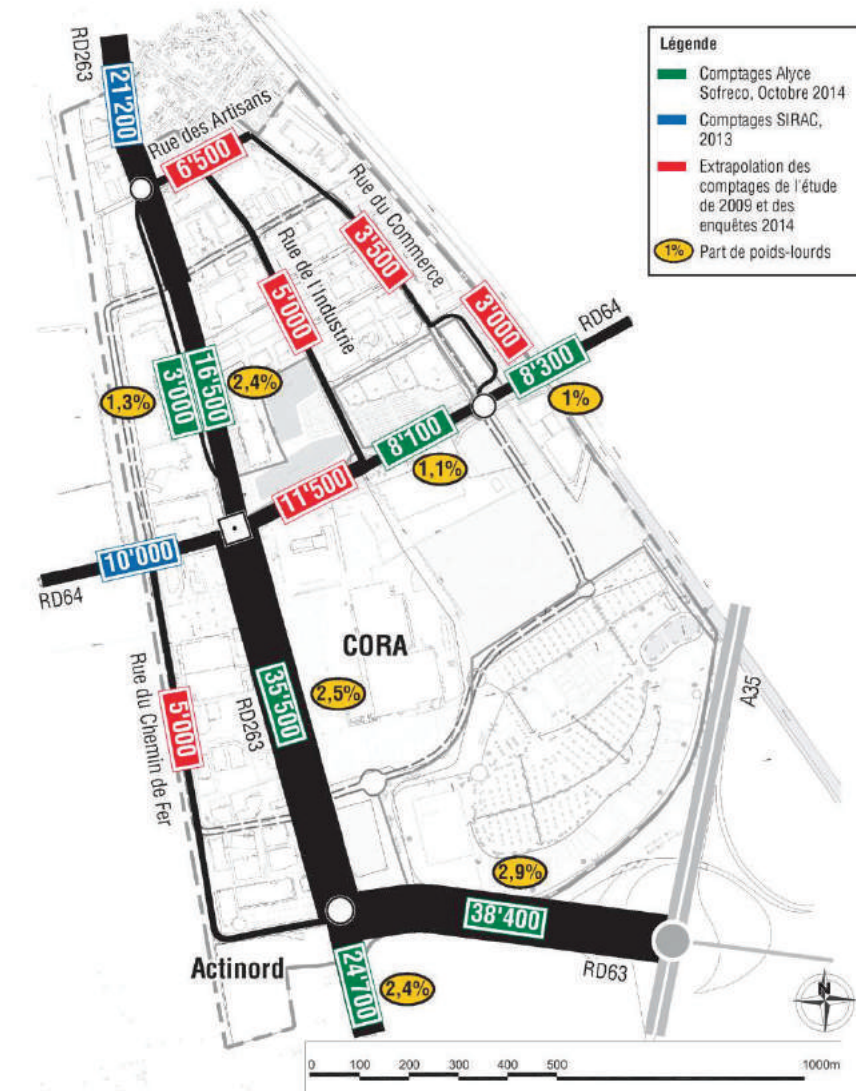 RD263
21'200
Rue des Artisans
6'500
Rue du Commerce
3'500
Rue de l'Industrie
5'000
3'000
RD64
8'300
1%
16'500
3'000
2,4%
1,3%
8'100
1,1%
11'500
10'000
RD64
CORA
35'500
2,5%
RD263
5'000
Rue du Chemin de Fer
A35
2,9%
38'400
RD63
Actinord
24'700
2,4%
N
0 100 200 300 400 500 1000m
Légende
Comptages Alyce
Sofreco, Octobre 2014
Comptages SIRAC,
2013
Extrapolation des
comptages de l'étude
de 2009 et des
enquêtes 2014
1% Part de poids-lourds